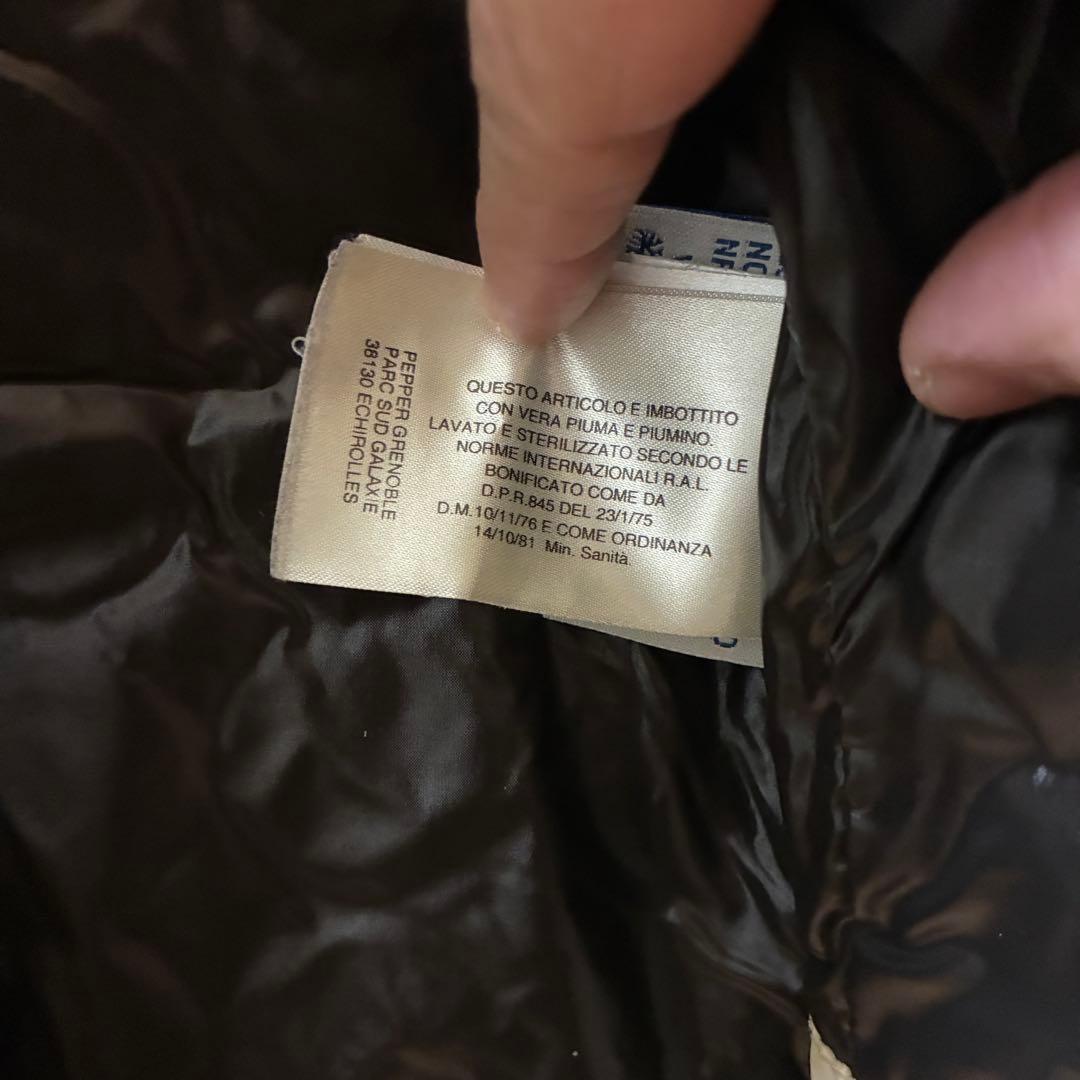 QUESTO ARTICOLO E IMBOTTITO
CON VERA PIUMA E PIUMINO.
LAVATO E STERILIZZATO SECONDO LE
NORME INTERNAZIONALI R.A.L.
BONIFICATO COME DA
D.P.R.845 DEL 23/1/75
D.M.10/11/76 E COME ORDINANZA
14/10/81 Min. Sanità.
PEPPER GRENOBLE
PARC SUD GALAXIE
38130 ECHIROLLES